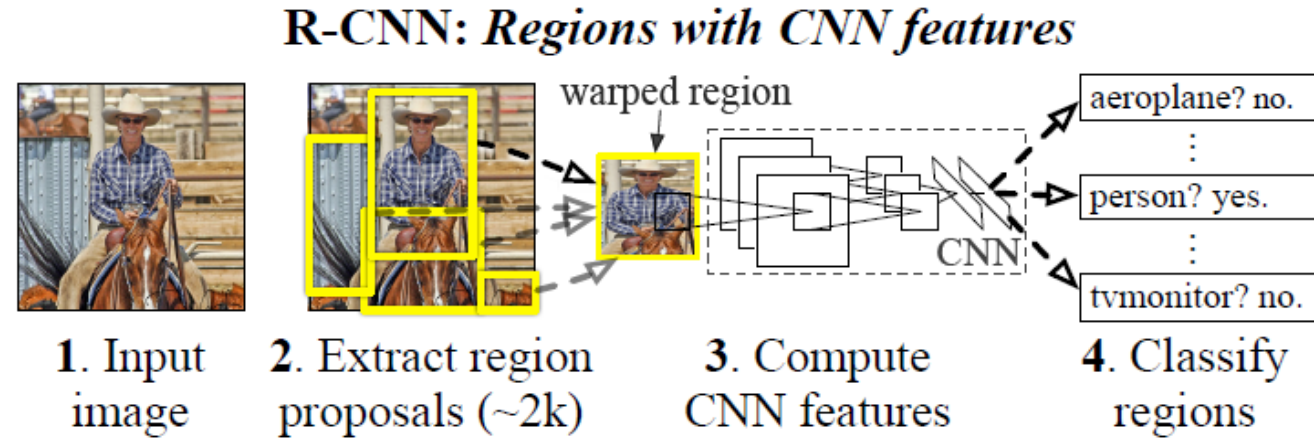 R-CNN: Regions with CNN features
warped region
aeroplane? no.
⋮
person? yes.
⋮
tvmonitor? no.
CNN
1. Input
image
2. Extract region
proposals (~2k)
3. Compute
CNN features
4. Classify
regions